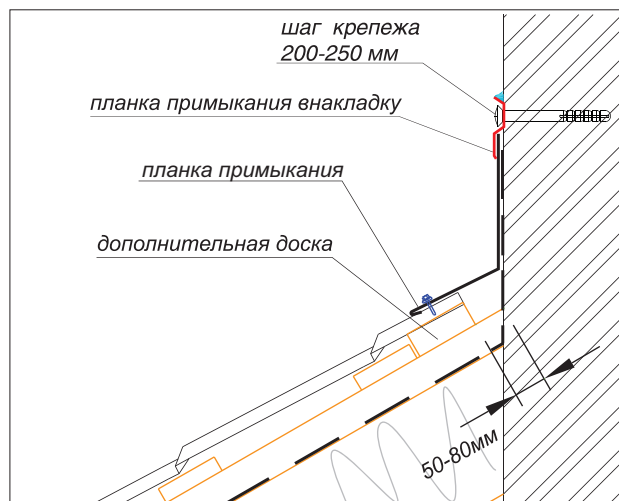 шаг крепежа
200-250 мм
планка примыкания внакладку
планка примыкания
дополнительная доска
50-80мм